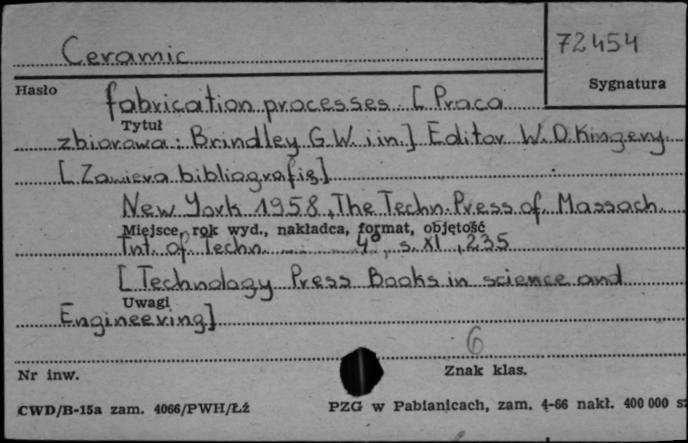 Ceramic
72454
Hasło
Sygnatura
fabrication processes [Praca
Tytuł
zbiorowa: Brindley G.W. i in.] Editor W.D.Kingery
[Zawiera bibliografię]
New York 1958, The Techn. Press of Massach.
Miejsce, rok wyd., nakładca, format, objętość
Int. of Techn. 4°, s. XI, 235
[Technology Press Books in science and
Uwagi
Engineering]
6
Nr inw.
Znak klas.
CWD/B-15a zam. 4066/PWH/Łź
PZG w Pabianicach, zam. 4-66 nakł. 400 000 sz